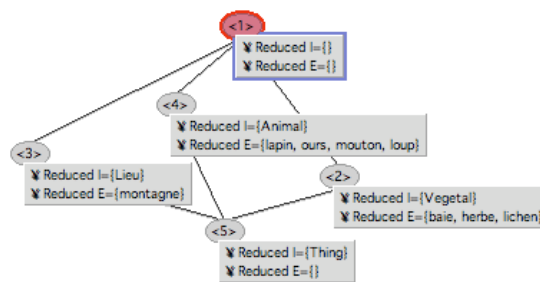 <1>
¥ Reduced I={}
¥ Reduced E={}
<4>
¥ Reduced I={Animal}
¥ Reduced E={lapin, ours, mouton, loup}
<3>
¥ Reduced I={Lieu}
¥ Reduced E={montagne}
<2>
¥ Reduced I={Vegetal}
¥ Reduced E={baie, herbe, lichen}
<5>
¥ Reduced I={Thing}
¥ Reduced E={}